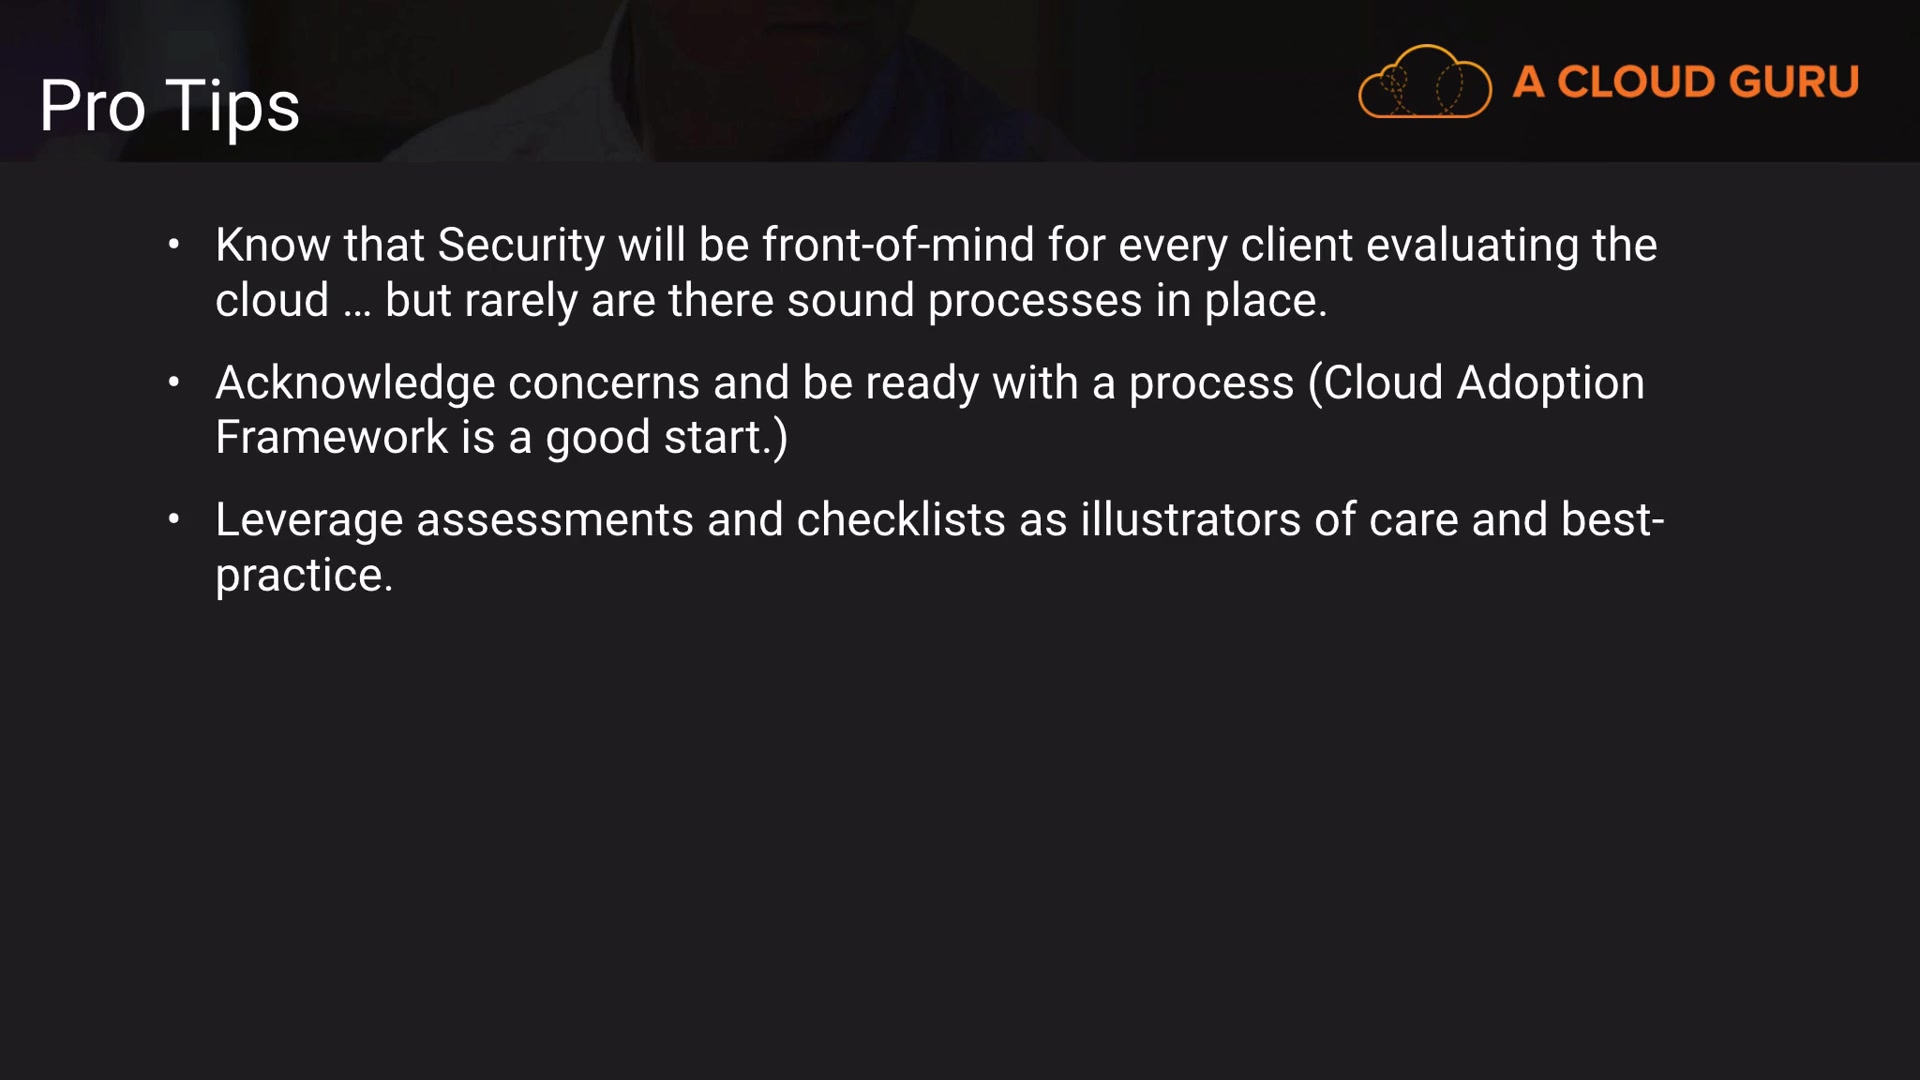 Pro Tips
A CLOUD GURU
• Know that Security will be front-of-mind for every client evaluating the
cloud … but rarely are there sound processes in place.
• Acknowledge concerns and be ready with a process (Cloud Adoption
Framework is a good start.)
• Leverage assessments and checklists as illustrators of care and best-
practice.